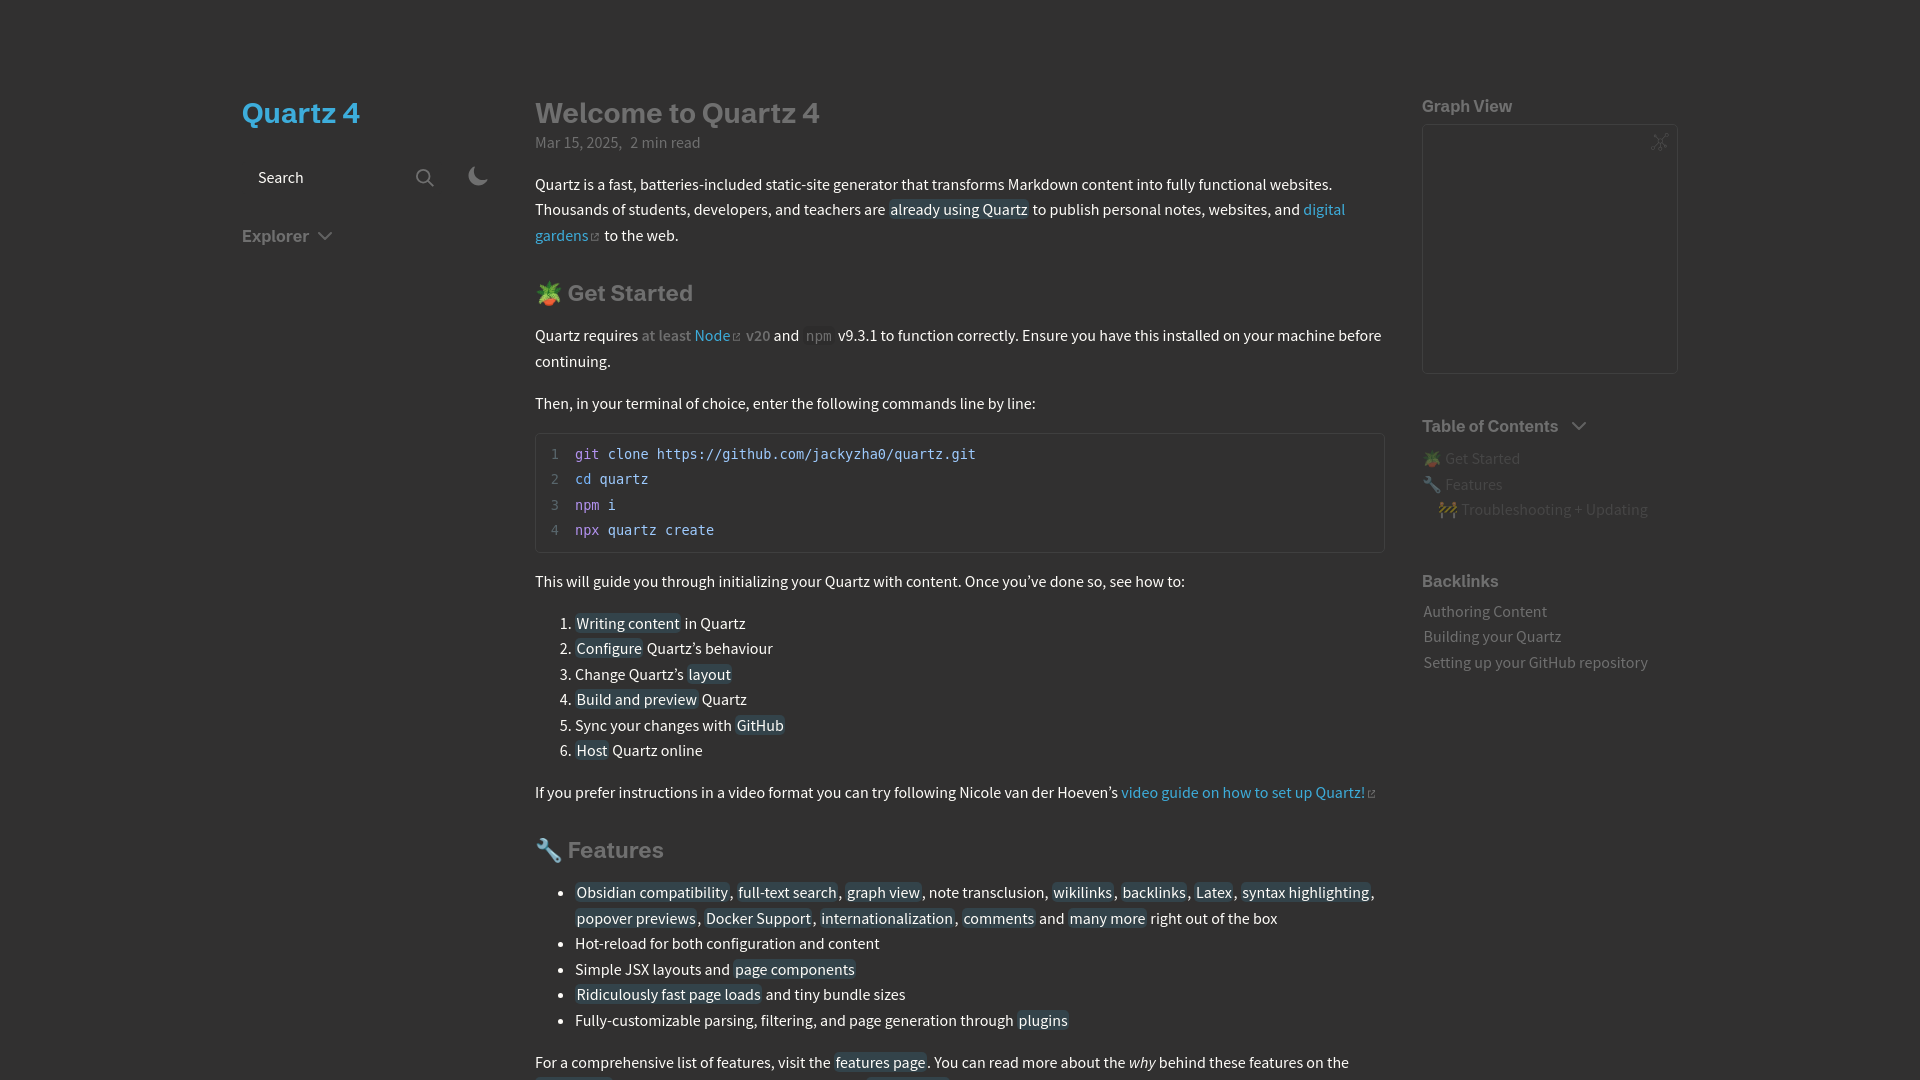 Quartz 4
Search
Explorer
Welcome to Quartz 4
Mar 15, 2025, 2 min read
Quartz is a fast, batteries-included static-site generator that transforms Markdown content into fully functional websites.
Thousands of students, developers, and teachers are already using Quartz to publish personal notes, websites, and digital
gardens to the web.
🪴 Get Started
Quartz requires at least Node v20 and npm v9.3.1 to function correctly. Ensure you have this installed on your machine before
continuing.
Then, in your terminal of choice, enter the following commands line by line:
1 git clone https://github.com/jackyzha0/quartz.git
2 cd quartz
3 npm i
4 npx quartz create
This will guide you through initializing your Quartz with content. Once you’ve done so, see how to:
1. Writing content in Quartz
2. Configure Quartz’s behaviour
3. Change Quartz’s layout
4. Build and preview Quartz
5. Sync your changes with GitHub
6. Host Quartz online
If you prefer instructions in a video format you can try following Nicole van der Hoeven’s video guide on how to set up Quartz!
🔧 Features
• Obsidian compatibility, full-text search, graph view, note transclusion, wikilinks, backlinks, Latex, syntax highlighting,
popover previews, Docker Support, internationalization, comments and many more right out of the box
• Hot-reload for both configuration and content
• Simple JSX layouts and page components
• Ridiculously fast page loads and tiny bundle sizes
• Fully-customizable parsing, filtering, and page generation through plugins
For a comprehensive list of features, visit the features page. You can read more about the why behind these features on the
Graph View
Table of Contents
🪴 Get Started
🔧 Features
🚧 Troubleshooting + Updating
Backlinks
Authoring Content
Building your Quartz
Setting up your GitHub repository